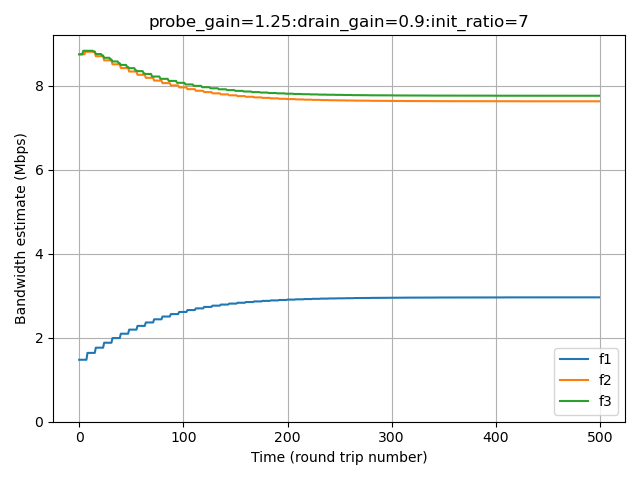 probe_gain=1.25:drain_gain=0.9:init_ratio=7
Bandwidth estimate (Mbps)
8
6
4
2
0
0 100 200 300 400 500
Time (round trip number)
f1
f2
f3